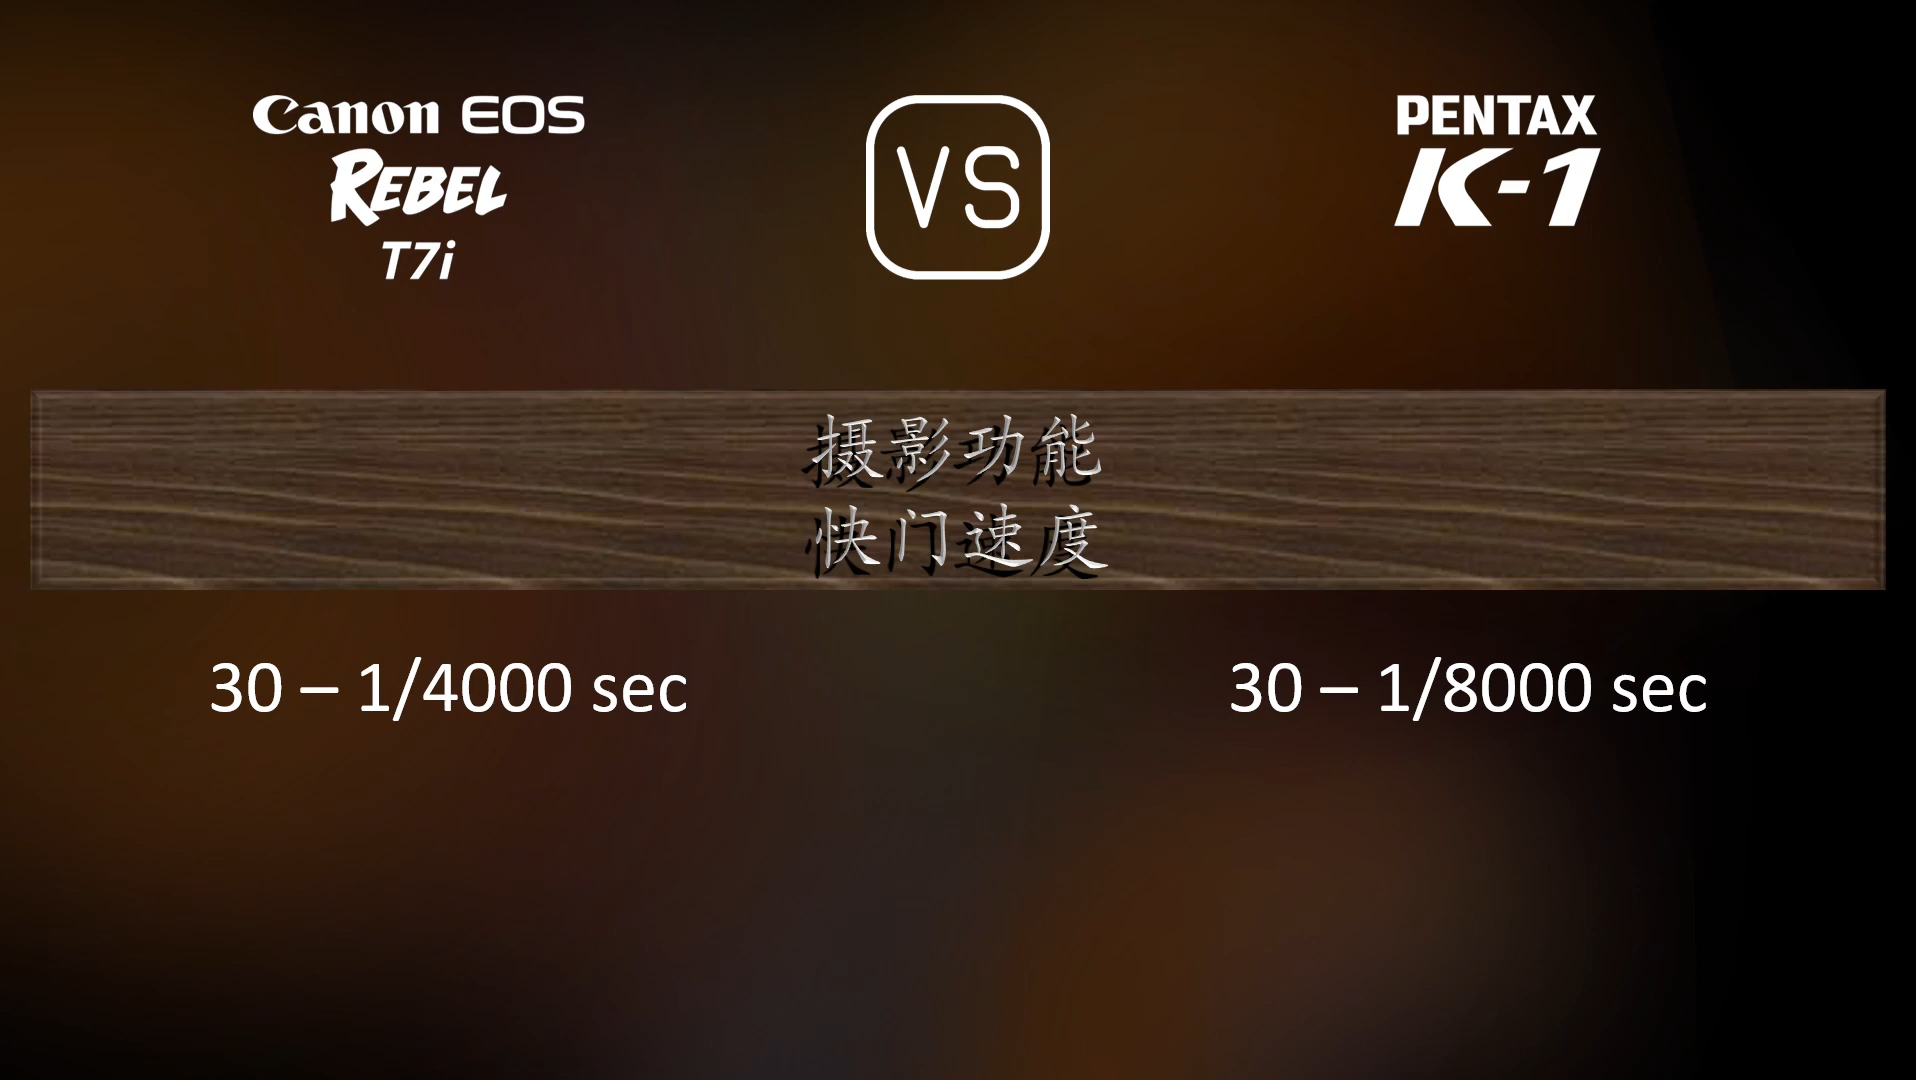 Canon EOS
REBEL
T7i
VS
PENTAX
K-1
摄影功能
快门速度
30 – 1/4000 sec
30 – 1/8000 sec